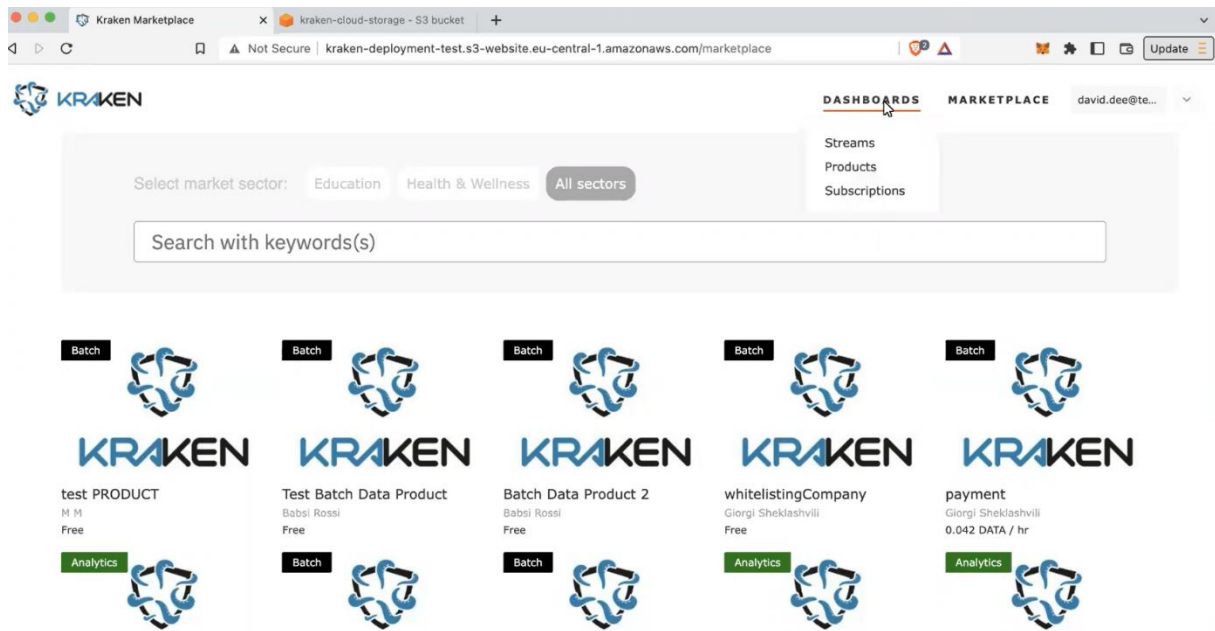 Kraken Marketplace
kraken-cloud-storage - S3 bucket
Not Secure
kraken-deployment-test.s3-website.eu-central-1.amazonaws.com/marketplace
2
Update
KRAKEN
DASHBOARDS
MARKETPLACE
david.dee@te...
Streams
Products
Subscriptions
Select market sector:
Education
Health & Wellness
All sectors
Search with keywords(s)
Batch
KRAKEN
test PRODUCT
M M
Free
Batch
KRAKEN
Test Batch Data Product
Babsi Rossi
Free
Batch
KRAKEN
Batch Data Product 2
Babsi Rossi
Free
Batch
KRAKEN
whitelistingCompany
Giorgi Sheklashvili
Free
Batch
KRAKEN
payment
Giorgi Sheklashvili
0.042 DATA / hr
Analytics
Batch
Batch
Analytics
Analytics